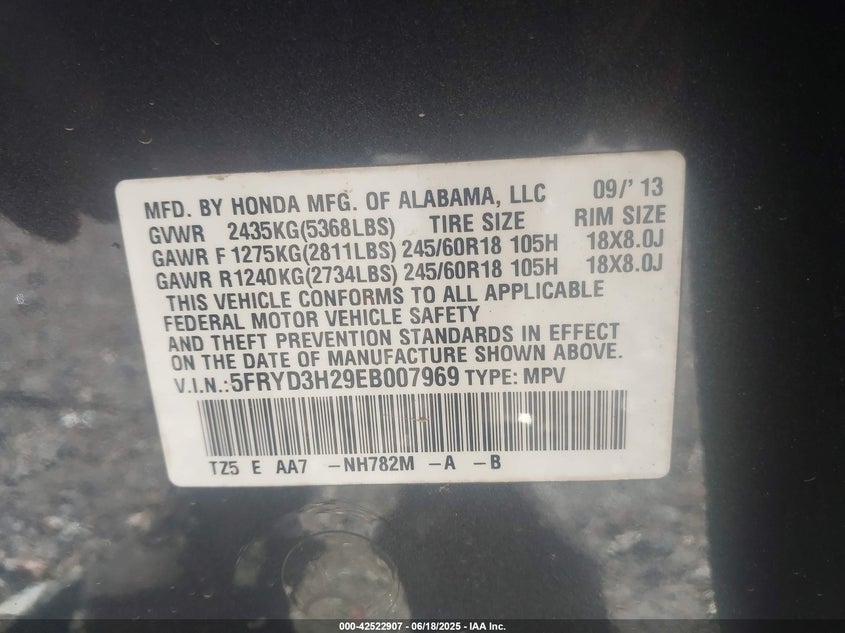 MFD. BY HONDA MFG. OF ALABAMA, LLC 09/' 13
GVWR 2435KG(5368LBS) TIRE SIZE RIM SIZE
GAWR F 1275KG(2811LBS) 245/60R18 105H 18X8.0J
GAWR R1240KG(2734LBS) 245/60R18 105H 18X8.0J
THIS VEHICLE CONFORMS TO ALL APPLICABLE
FEDERAL MOTOR VEHICLE SAFETY
AND THEFT PREVENTION STANDARDS IN EFFECT
ON THE DATE OF MANUFACTURE SHOWN ABOVE.
V.I.N.:5FRYD3H29EB007969 TYPE: MPV
TZ5 E AA7 -NH782M -A -B
000-42522907 - 06/18/2025 - IAA Inc.